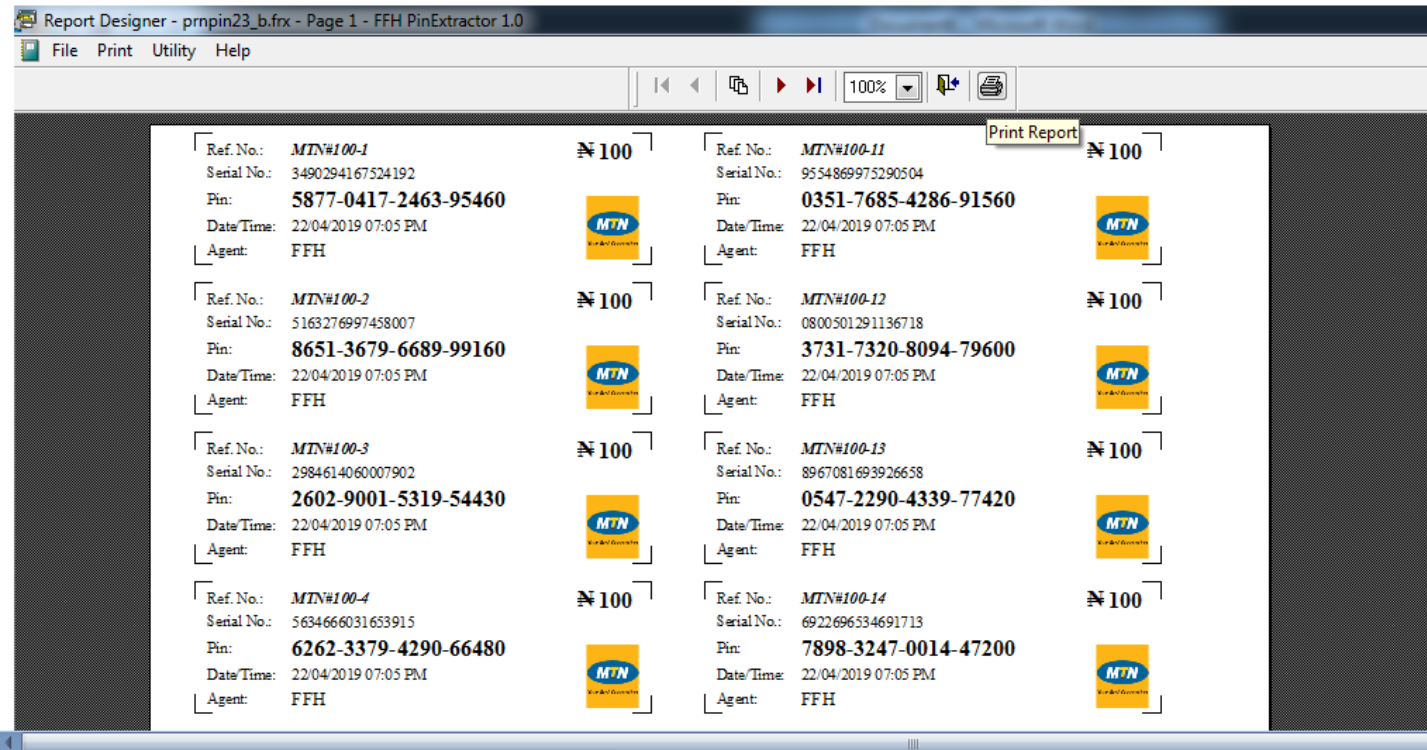 Report Designer - prnpin23_b.frx - Page 1 - FFH PinExtractor 1.0
File Print Utility Help
100%
Print Report
Ref. No.: MTN#100-1 ₦100
Serial No.: 3490294167524192
Pin: 5877-0417-2463-95460
Date/Time: 22/04/2019 07:05 PM
MTN
Agent: FFH
Ref. No.: MTN#100-11 ₦100
Serial No.: 9554869975290504
Pin: 0351-7685-4286-91560
Date/Time: 22/04/2019 07:05 PM
MTN
Agent: FFH
Ref. No.: MTN#100-2 ₦100
Serial No.: 5163276997458007
Pin: 8651-3679-6689-99160
Date/Time: 22/04/2019 07:05 PM
MTN
Agent: FFH
Ref. No.: MTN#100-12 ₦100
Serial No.: 0800501291136718
Pin: 3731-7320-8094-79600
Date/Time: 22/04/2019 07:05 PM
MTN
Agent: FFH
Ref. No.: MTN#100-3 ₦100
Serial No.: 2984614060007902
Pin: 2602-9001-5319-54430
Date/Time: 22/04/2019 07:05 PM
MTN
Agent: FFH
Ref. No.: MTN#100-13 ₦100
Serial No.: 8967081693926658
Pin: 0547-2290-4339-77420
Date/Time: 22/04/2019 07:05 PM
MTN
Agent: FFH
Ref. No.: MTN#100-4 ₦100
Serial No.: 5634666031653915
Pin: 6262-3379-4290-66480
Date/Time: 22/04/2019 07:05 PM
MTN
Agent: FFH
Ref. No.: MTN#100-14 ₦100
Serial No.: 6922696534691713
Pin: 7898-3247-0014-47200
Date/Time: 22/04/2019 07:05 PM
MTN
Agent: FFH